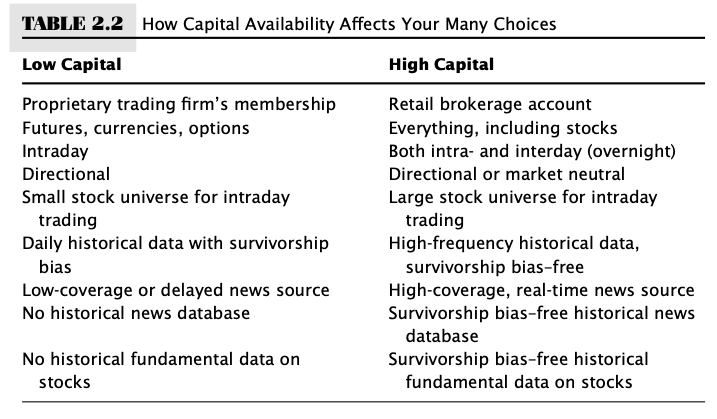 TABLE 2.2 How Capital Availability Affects Your Many Choices
Low Capital High Capital
Proprietary trading firm's membership Retail brokerage account
Futures, currencies, options Everything, including stocks
Intraday Both intra- and interday (overnight)
Directional Directional or market neutral
Small stock universe for intraday Large stock universe for intraday
trading trading
Daily historical data with survivorship High-frequency historical data,
bias survivorship bias–free
Low-coverage or delayed news source High-coverage, real-time news source
No historical news database Survivorship bias–free historical news
database
No historical fundamental data on Survivorship bias–free historical
stocks fundamental data on stocks